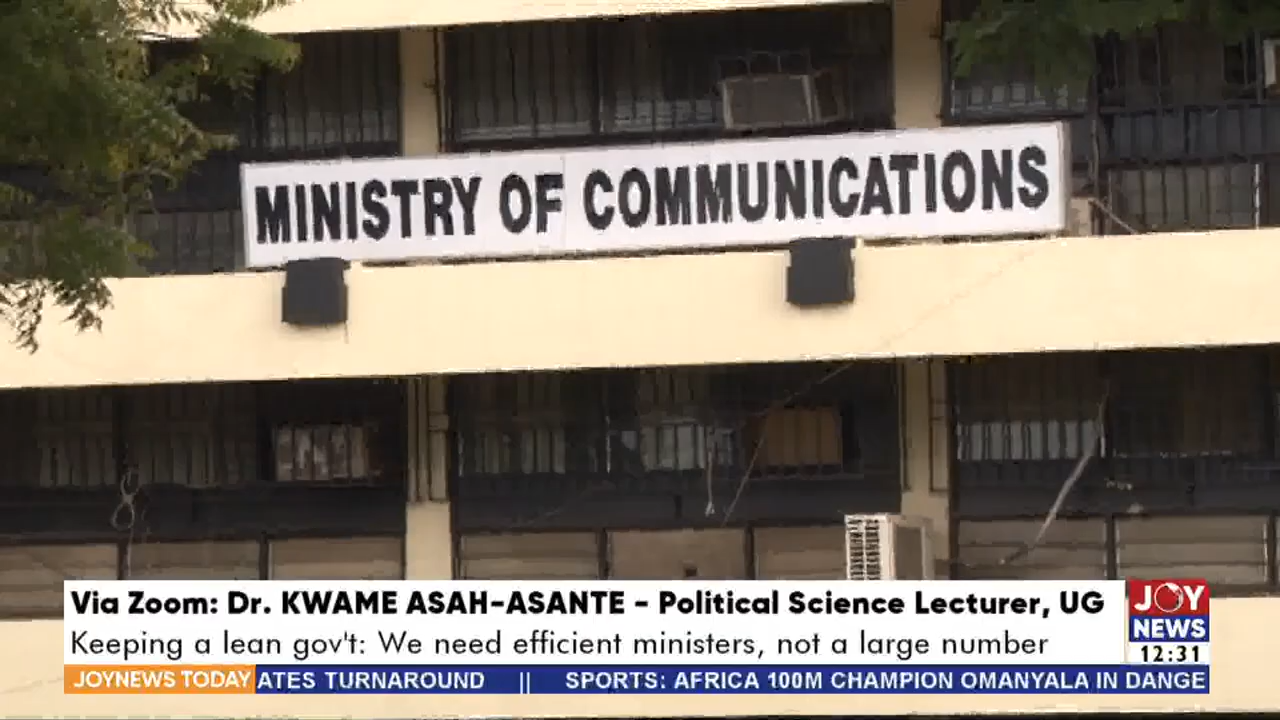 MINISTRY OF COMMUNICATIONS
Via Zoom: Dr. KWAME ASAH-ASANTE - Political Science Lecturer, UG
Keeping a lean gov't: We need efficient ministers, not a large number
JOY
NEWS
12:31
JOYNEWS TODAY
ATES TURNAROUND || SPORTS: AFRICA 100M CHAMPION OMANYALA IN DANGE